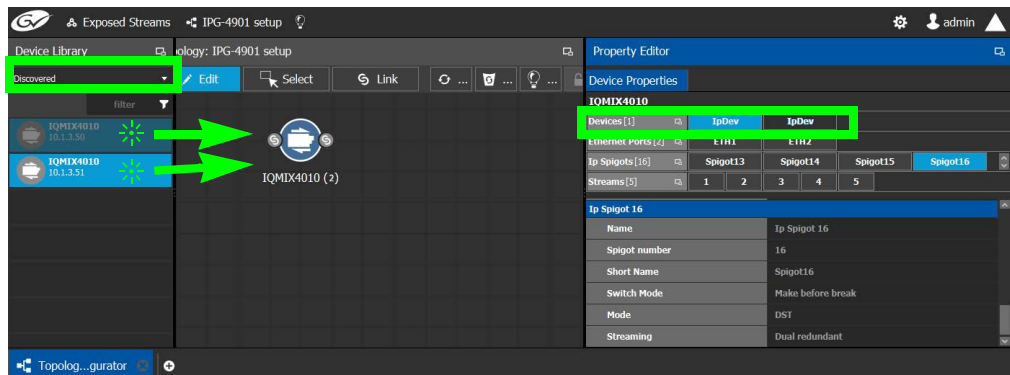 GV Exposed Streams IPG-4901 setup admin
Device Library
ology: IPG-4901 setup
Property Editor
Discovered
Edit Select Link ... ... ...
Device Properties
filter
IQMIX4010
IQMIX4010
10.1.3.50
Devices [1] IpDev IpDev
Ethernet Ports [2] ETH1 ETH2
IQMIX4010
10.1.3.51
Ip Spigots [16] Spigot13 Spigot14 Spigot15 Spigot16
IQMIX4010 (2)
Streams [5] 1 2 3 4 5
Ip Spigot 16
Name Ip Spigot 16
Spigot number 16
Short Name Spigot16
Switch Mode Make before break
Mode DST
Streaming Dual redundant
Topolog...gurator